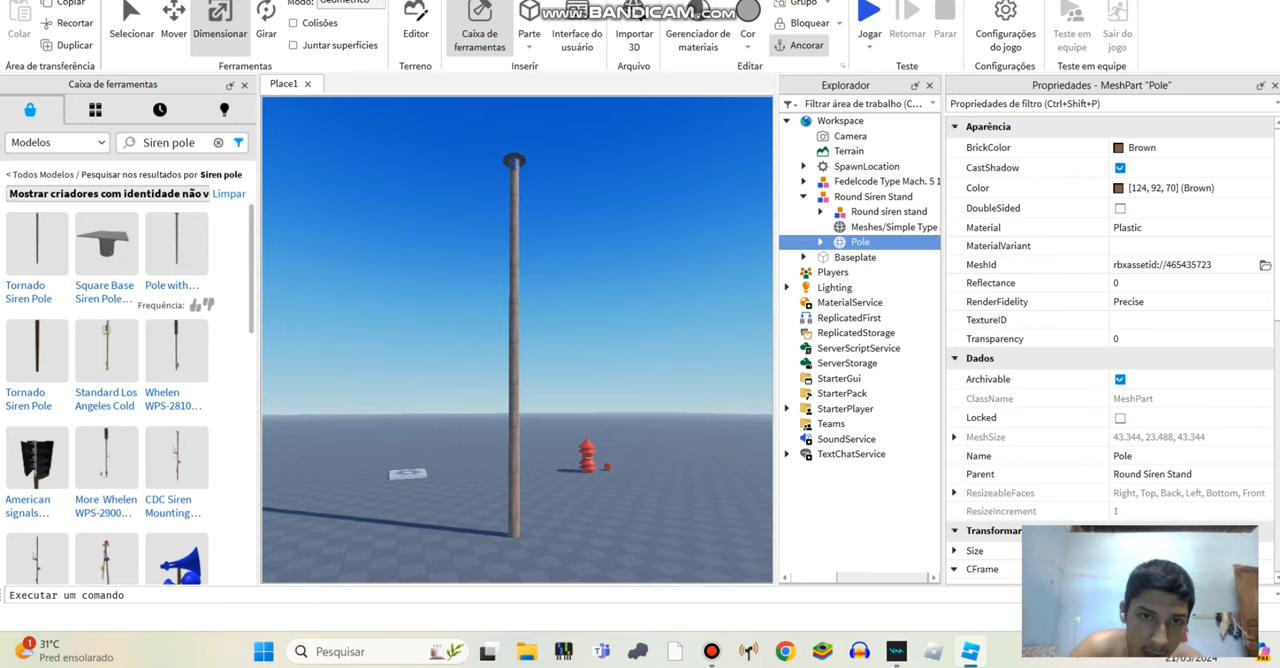 www.BANDICAM.com
Copiar
Recortar
Colar
Duplicar
Área de transferência
Selecionar Mover Dimensionar Girar
Modo: Geométrico
Colisões
Juntar superfícies
Ferramentas
Editor
Terreno
Caixa de ferramentas
Parte
Interface do usuário
Inserir
Importar 3D
Arquivo
Gerenciador de materiais
Cor
Grupo
Bloquear
Ancorar
Editar
Jogar Retomar Parar
Teste
Configurações do jogo
Configurações
Teste em equipe
Sair do jogo
Teste em equipe
Caixa de ferramentas
Modelos
Siren pole
< Todos Modelos / Pesquisar nos resultados por Siren pole
Mostrar criadores com identidade não v Limpar
Tornado Siren Pole
Square Base Siren Pole...
Pole with...
Frequência:
Tornado Siren Pole
Standard Los Angeles Cold
Whelen WPS-2810...
American signals...
More Whelen WPS-2900...
CDC Siren Mounting...
Place1
Explorador
Filtrar área de trabalho (C...
Workspace
Camera
Terrain
SpawnLocation
Fedelcode Type Mach. 5 1
Round Siren Stand
Round siren stand
Meshes/Simple Type
Pole
Baseplate
Players
Lighting
MaterialService
ReplicatedFirst
ReplicatedStorage
ServerScriptService
ServerStorage
StarterGui
StarterPack
StarterPlayer
Teams
SoundService
TextChatService
Propriedades - MeshPart "Pole"
Propriedades de filtro (Ctrl+Shift+P)
Aparência
BrickColor Brown
CastShadow
Color [124, 92, 70] (Brown)
DoubleSided
Material Plastic
MaterialVariant
MeshId rbxassetid://465435723
Reflectance 0
RenderFidelity Precise
TextureID
Transparency 0
Dados
Archivable
ClassName MeshPart
Locked
MeshSize 43.344, 23.488, 43.344
Name Pole
Parent Round Siren Stand
ResizeableFaces Right, Top, Back, Left, Bottom, Front
ResizeIncrement 1
Transformar
Size
CFrame
Executar um comando
31°C
Pred ensolarado
Pesquisar
21/03/2024